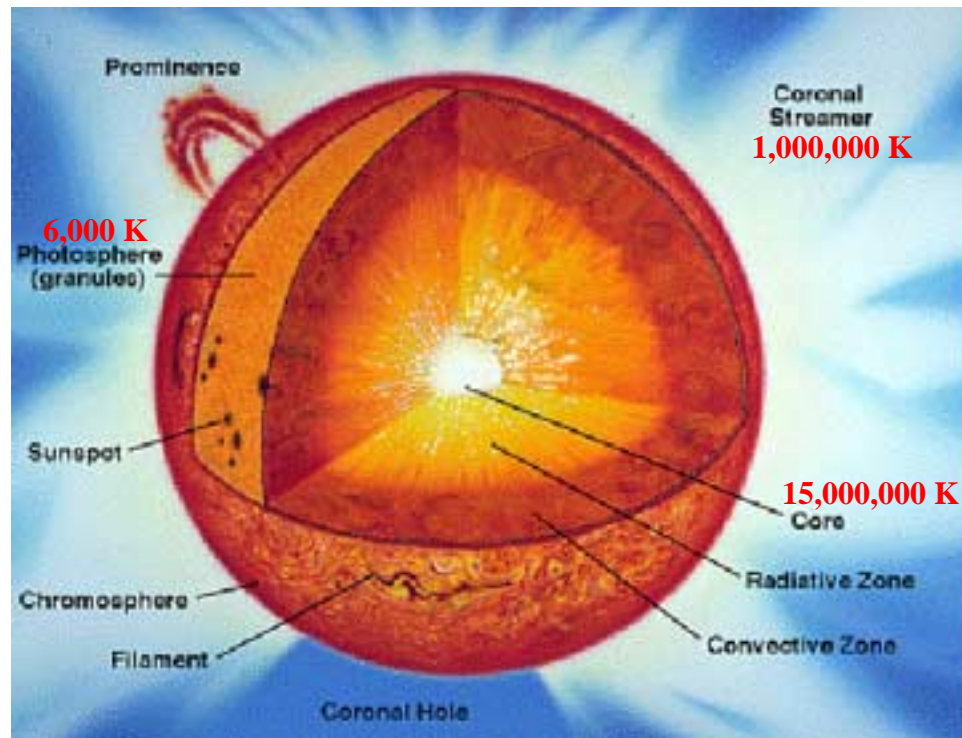 Prominence
Coronal
Streamer
1,000,000 K
6,000 K
Photosphere
(granules)
Sunspot
15,000,000 K
Core
Radiative Zone
Chromosphere
Convective Zone
Filament
Coronal Hole